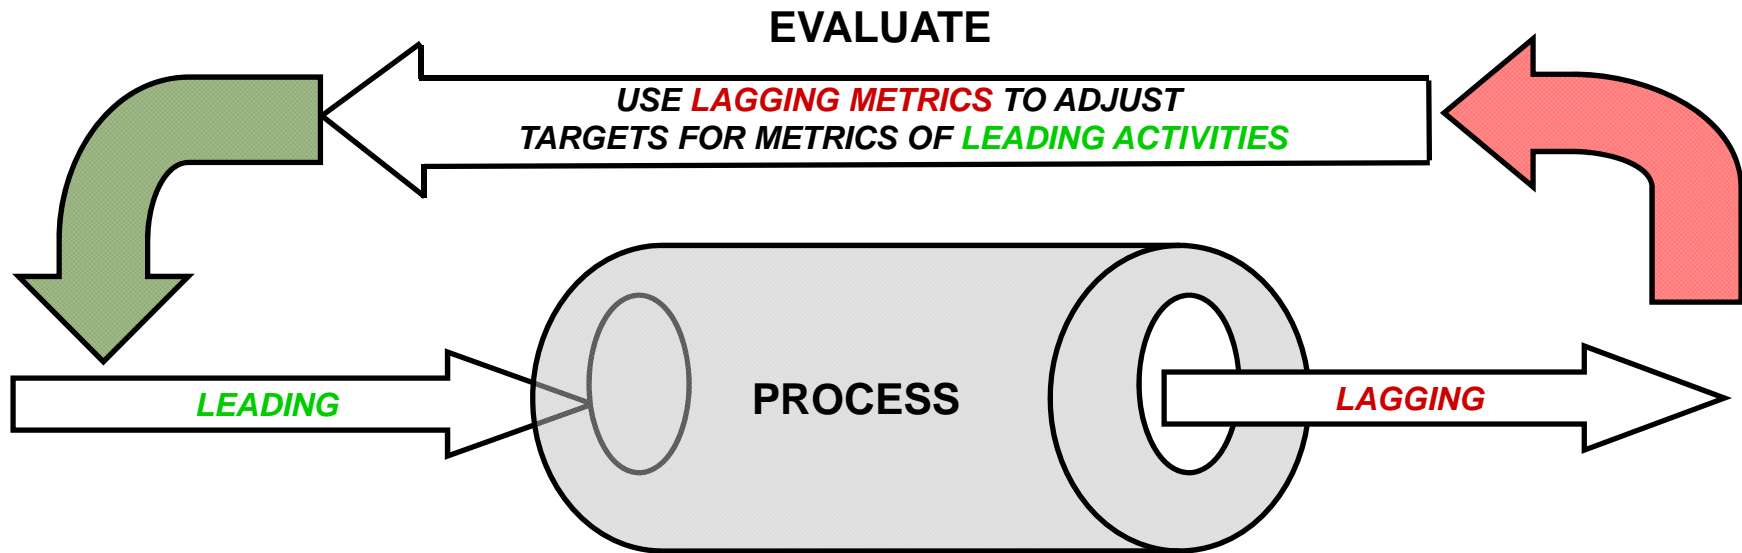 EVALUATE
USE LAGGING METRICS TO ADJUST
TARGETS FOR METRICS OF LEADING ACTIVITIES
LEADING
PROCESS
LAGGING